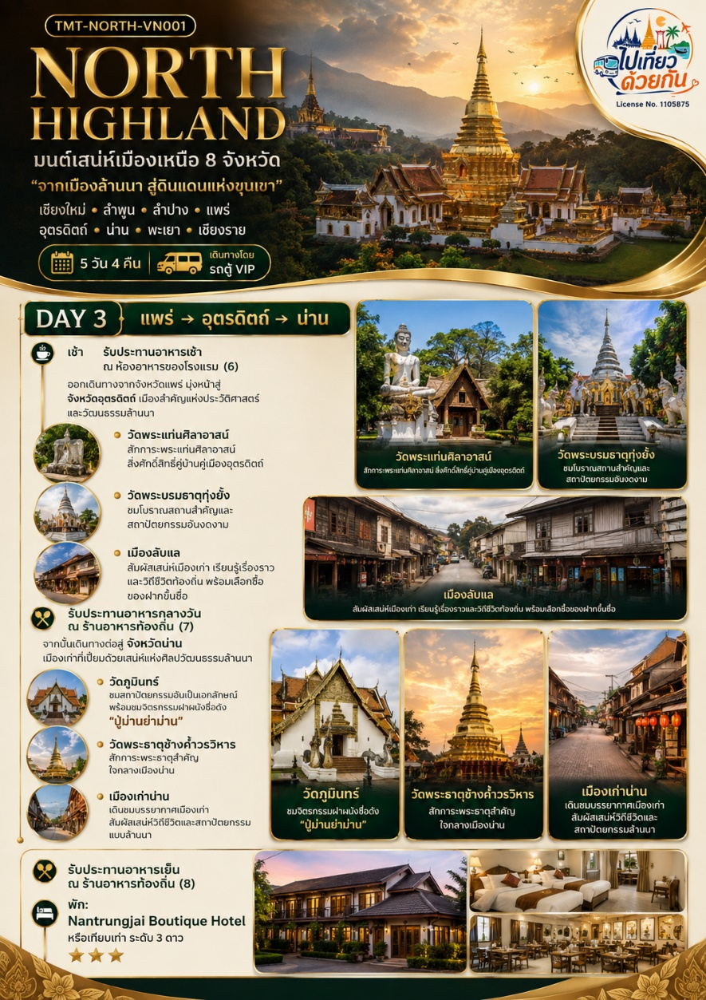 TMT-NORTH-VN001
NORTH
HIGHLAND
มนต์เสน่ห์เมืองเหนือ 8 จังหวัด
“จากเมืองล้านนา สู่ดินแดนแห่งขุนเขา”
เชียงใหม่ • ลำพูน • ลำปาง • แพร่
อุตรดิตถ์ • น่าน • พะเยา • เชียงราย
5 วัน 4 คืน
เดินทางโดย
รถตู้ VIP
ไปเที่ยว
ด้วยกัน
License No. 1105875
DAY 3 แพร่ → อุตรดิตถ์ → น่าน
เช้า รับประทานอาหารเช้า
ณ ห้องอาหารของโรงแรม (6)
ออกเดินทางจากจังหวัดแพร่ มุ่งหน้าสู่
จังหวัดอุตรดิตถ์ เมืองสำคัญแห่งประวัติศาสตร์
และวัฒนธรรมล้านนา
• วัดพระแท่นศิลาอาสน์
สักการะพระแท่นศิลาอาสน์
สิ่งศักดิ์สิทธิ์คู่บ้านคู่เมืองอุตรดิตถ์
• วัดพระบรมธาตุทุ่งยั้ง
ชมโบราณสถานสำคัญและ
สถาปัตยกรรมอันงดงาม
• เมืองลับแล
สัมผัสเสน่ห์เมืองเก่า เรียนรู้เรื่องราว
และวิถีชีวิตท้องถิ่น พร้อมเลือกซื้อ
ของฝากขึ้นชื่อ
วัดพระแท่นศิลาอาสน์
สักการะพระแท่นศิลาอาสน์ สิ่งศักดิ์สิทธิ์คู่บ้านคู่เมืองอุตรดิตถ์
วัดพระบรมธาตุทุ่งยั้ง
ชมโบราณสถานสำคัญและ
สถาปัตยกรรมอันงดงาม
เมืองลับแล
สัมผัสเสน่ห์เมืองเก่า เรียนรู้เรื่องราวและวิถีชีวิตท้องถิ่น พร้อมเลือกซื้อของฝากขึ้นชื่อ
รับประทานอาหารกลางวัน
ณ ร้านอาหารท้องถิ่น (7)
จากนั้นเดินทางต่อสู่ จังหวัดน่าน
เมืองเก่าที่เปี่ยมด้วยเสน่ห์แห่งศิลปวัฒนธรรมล้านนา
• วัดภูมินทร์
ชมสถาปัตยกรรมอันเป็นเอกลักษณ์
พร้อมชมจิตรกรรมฝาผนังชื่อดัง
“ปู่ม่านย่าม่าน”
• วัดพระธาตุช้างค้ำวรวิหาร
สักการะพระธาตุสำคัญ
ใจกลางเมืองน่าน
• เมืองเก่าน่าน
เดินชมบรรยากาศเมืองเก่า
สัมผัสเสน่ห์วิถีชีวิตและสถาปัตยกรรม
แบบล้านนา
วัดภูมินทร์
ชมจิตรกรรมฝาผนังชื่อดัง
“ปู่ม่านย่าม่าน”
วัดพระธาตุช้างค้ำวรวิหาร
สักการะพระธาตุสำคัญ
ใจกลางเมืองน่าน
เมืองเก่าน่าน
เดินชมบรรยากาศเมืองเก่า
สัมผัสเสน่ห์วิถีชีวิตและ
สถาปัตยกรรมล้านนา
รับประทานอาหารเย็น
ณ ร้านอาหารท้องถิ่น (8)
พัก:
Nantrungjai Boutique Hotel
หรือเทียบเท่า ระดับ 3 ดาว